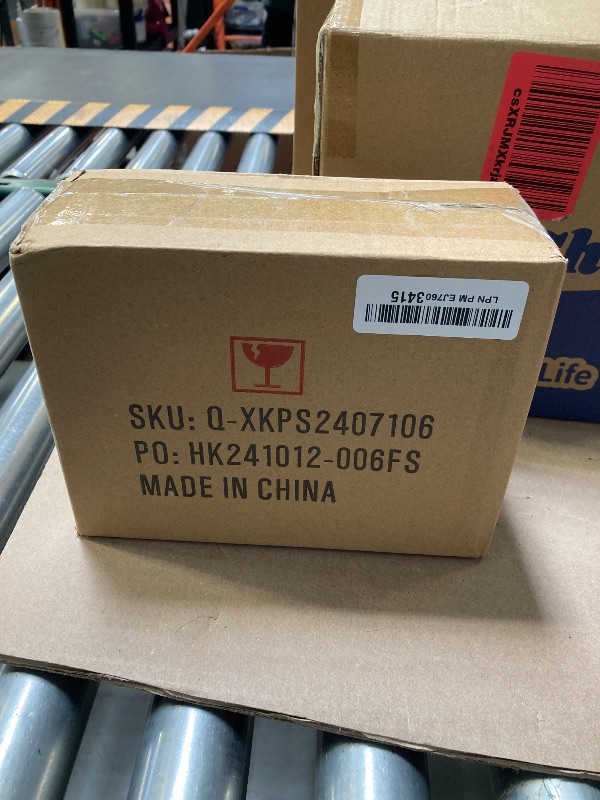 LPN PM EJ760 3415
SKU: Q-XKPS2407106
PO: HK241012-006FS
MADE IN CHINA
Life